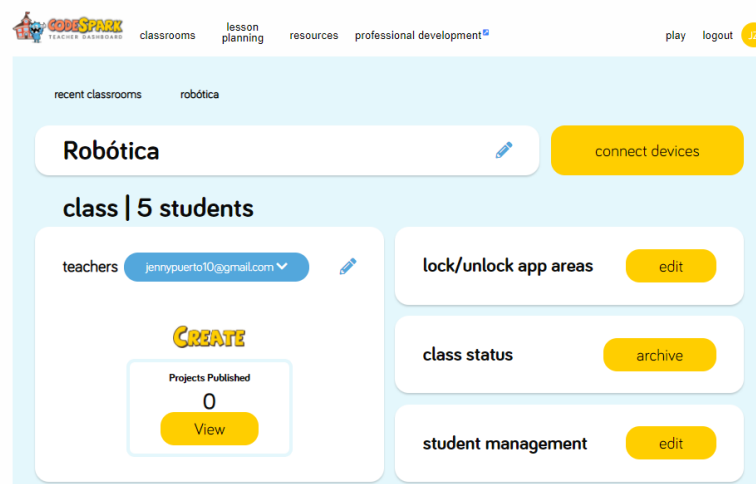 CODESPARK
TEACHER DASHBOARD
classrooms
lesson
planning
resources
professional development
play
logout
JZ
recent classrooms
robótica
Robótica
connect devices
class | 5 students
teachers
jennypuerto10@gmail.com
lock/unlock app areas
edit
CREATE
Projects Published
0
View
class status
archive
student management
edit